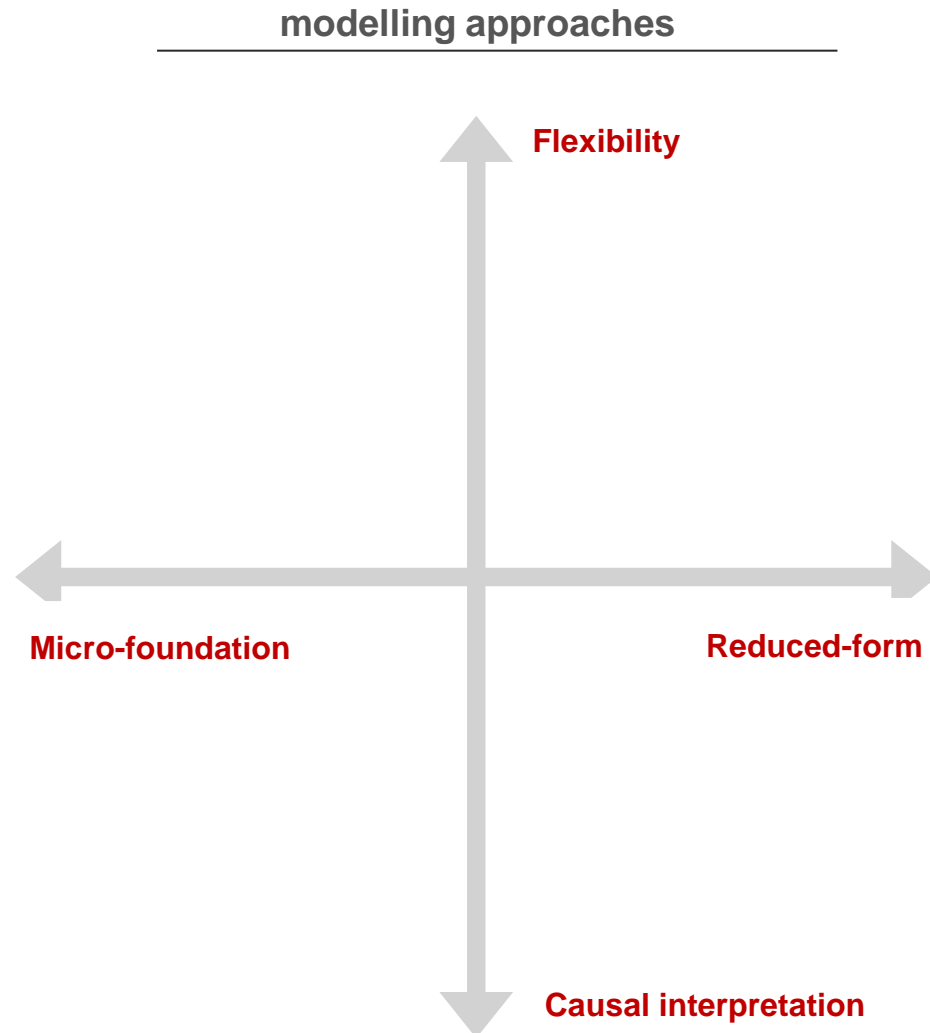 modelling approaches
Flexibility
Micro-foundation
Reduced-form
Causal interpretation